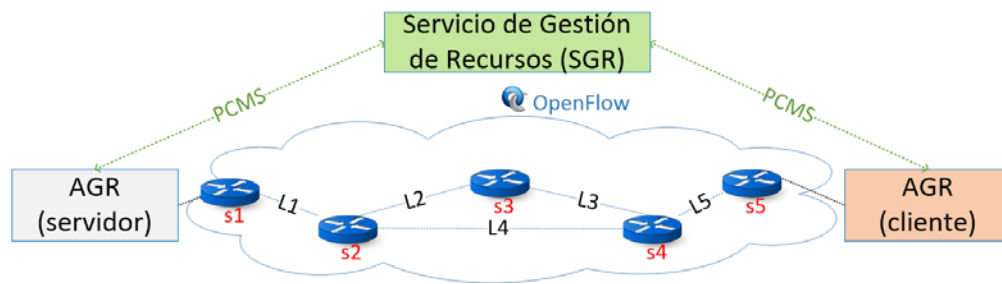 Servicio de Gestión
de Recursos (SGR)
PCMS
PCMS
OpenFlow
AGR
(servidor)
s1
L1
s2
L2
s3
L3
L4
s4
L5
s5
AGR
(cliente)